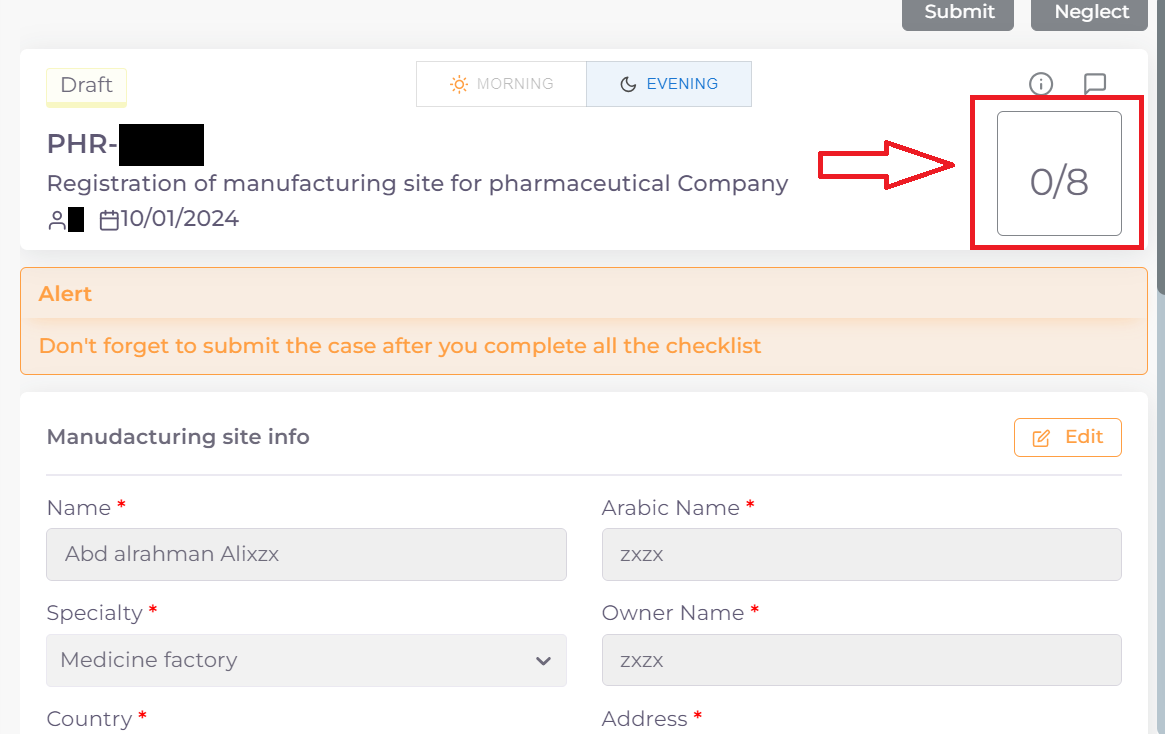 Submit Neglect
Draft MORNING EVENING
PHR-
Registration of manufacturing site for pharmaceutical Company
10/01/2024
0/8
Alert
Don't forget to submit the case after you complete all the checklist
Manudacturing site info Edit
Name * Arabic Name *
Abd alrahman Alixzx zxzx
Specialty * Owner Name *
Medicine factory zxzx
Country * Address *